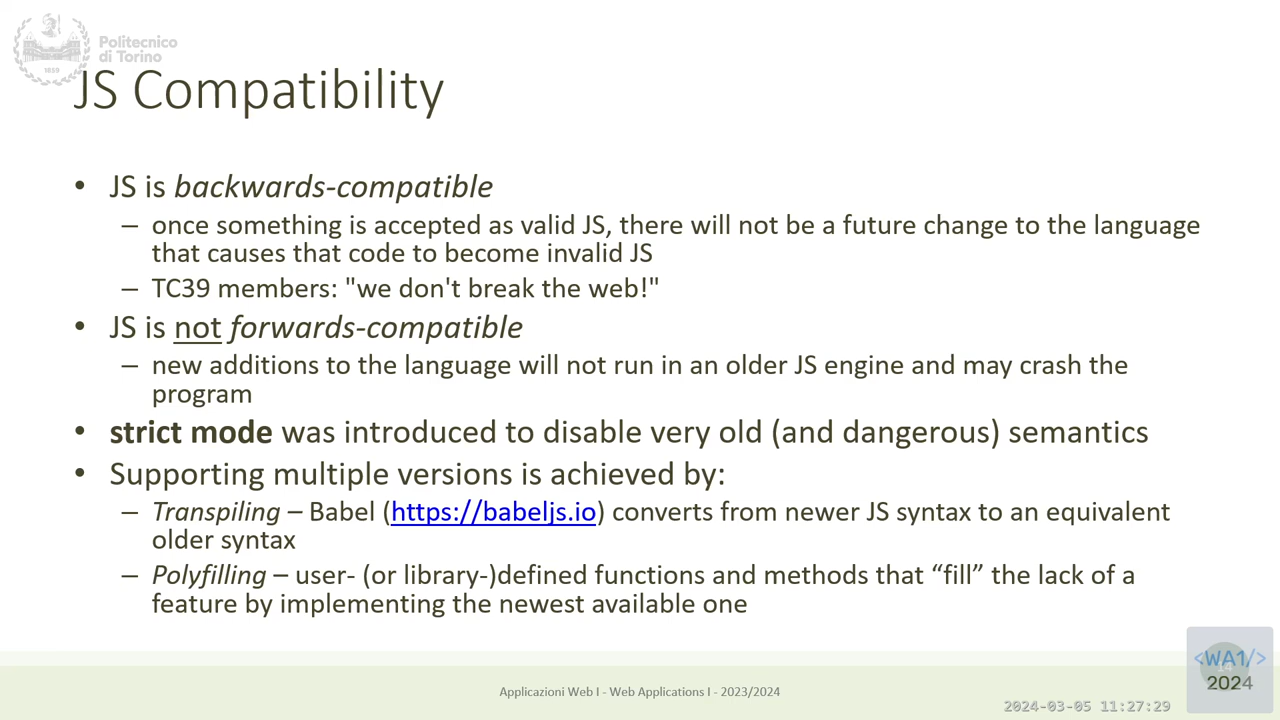 Politecnico
di Torino
1859
JS Compatibility
• JS is backwards-compatible
– once something is accepted as valid JS, there will not be a future change to the language
that causes that code to become invalid JS
– TC39 members: "we don't break the web!"
• JS is not forwards-compatible
– new additions to the language will not run in an older JS engine and may crash the
program
• strict mode was introduced to disable very old (and dangerous) semantics
• Supporting multiple versions is achieved by:
– Transpiling – Babel (https://babeljs.io) converts from newer JS syntax to an equivalent
older syntax
– Polyfilling – user- (or library-)defined functions and methods that “fill” the lack of a
feature by implementing the newest available one
Applicazioni Web I - Web Applications I - 2023/2024
2024-03-05 11:27:29
<WA1/>
2024